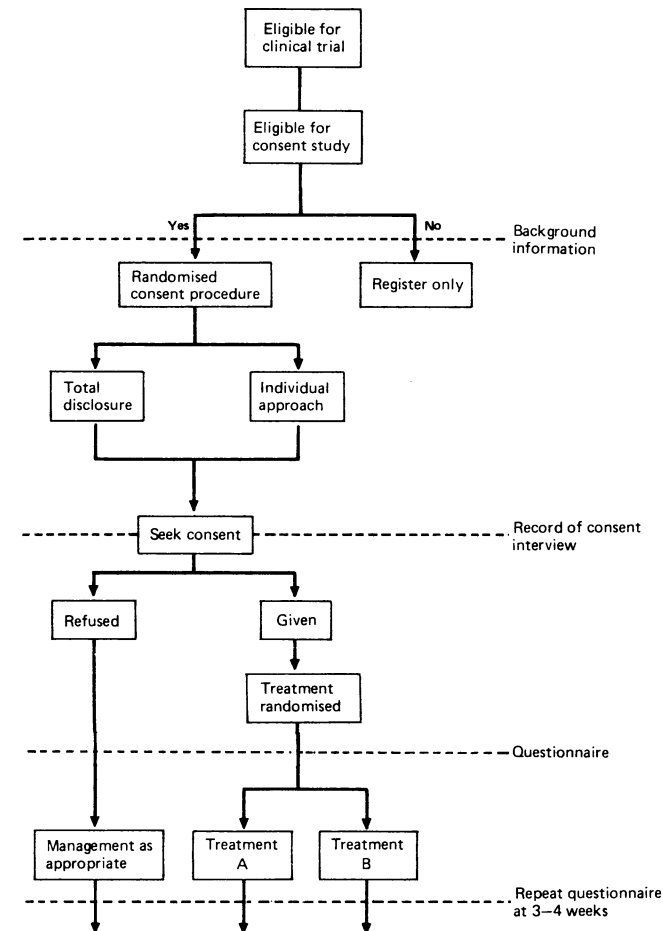 Eligible for
clinical trial
Eligible for
consent study
Yes
No
Background
information
Randomised
consent procedure
Register only
Total
disclosure
Individual
approach
Seek consent
Record of consent
interview
Refused
Given
Treatment
randomised
Questionnaire
Management as
appropriate
Treatment
A
Treatment
B
Repeat questionnaire
at 3–4 weeks